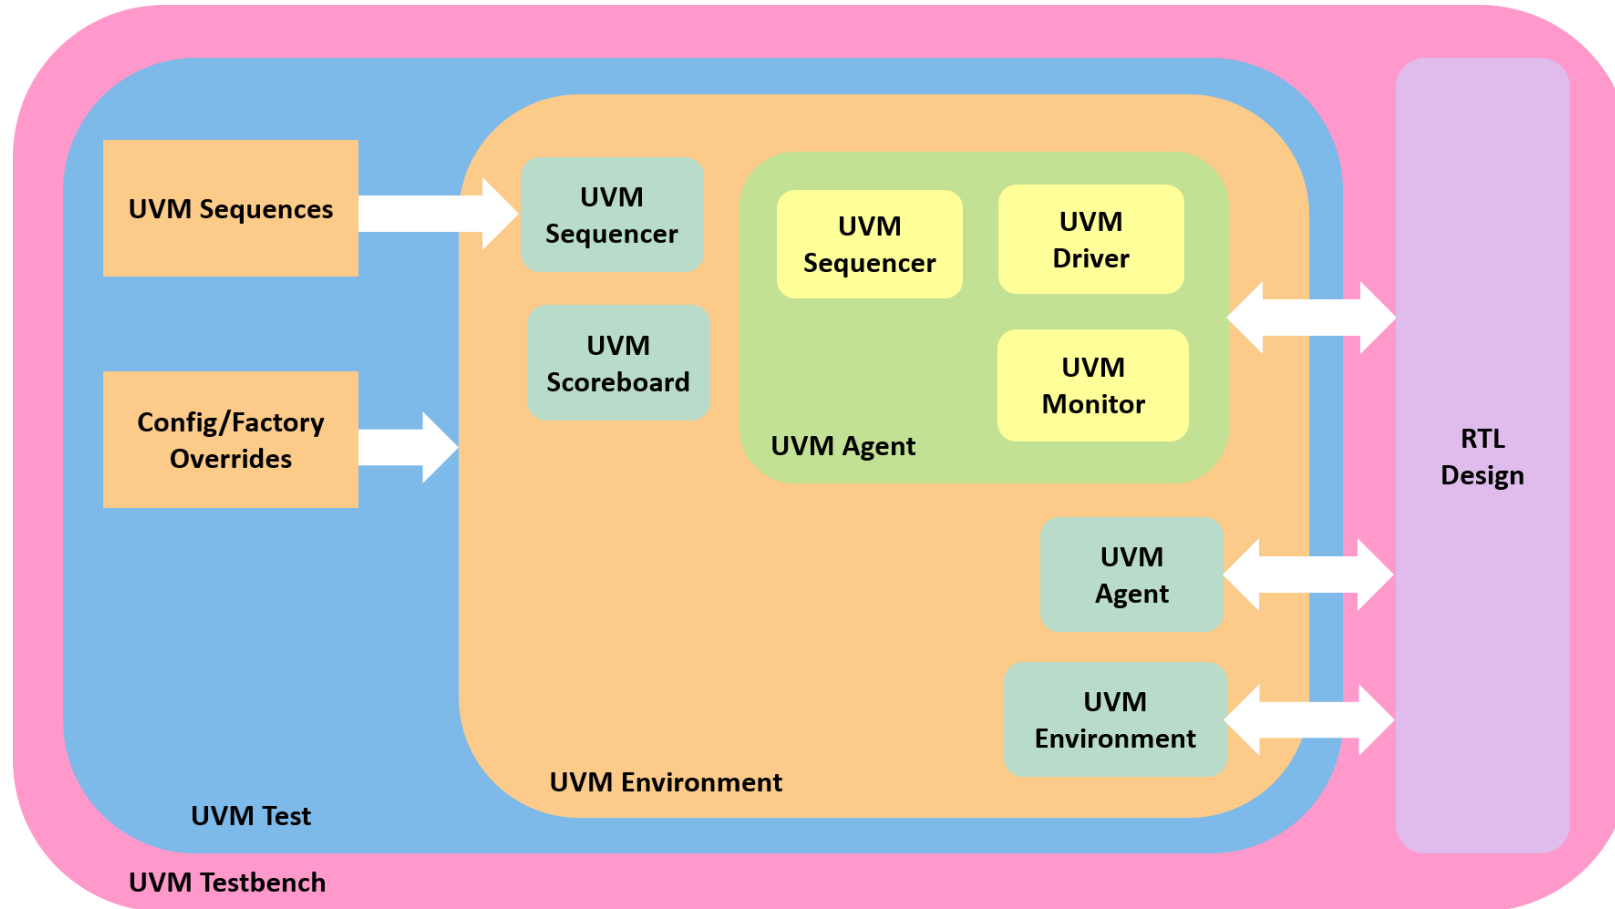 UVM Sequences
Config/Factory
Overrides
UVM
Sequencer
UVM
Scoreboard
UVM
Sequencer
UVM
Driver
UVM
Monitor
UVM Agent
UVM
Agent
UVM
Environment
UVM Environment
UVM Test
UVM Testbench
RTL
Design